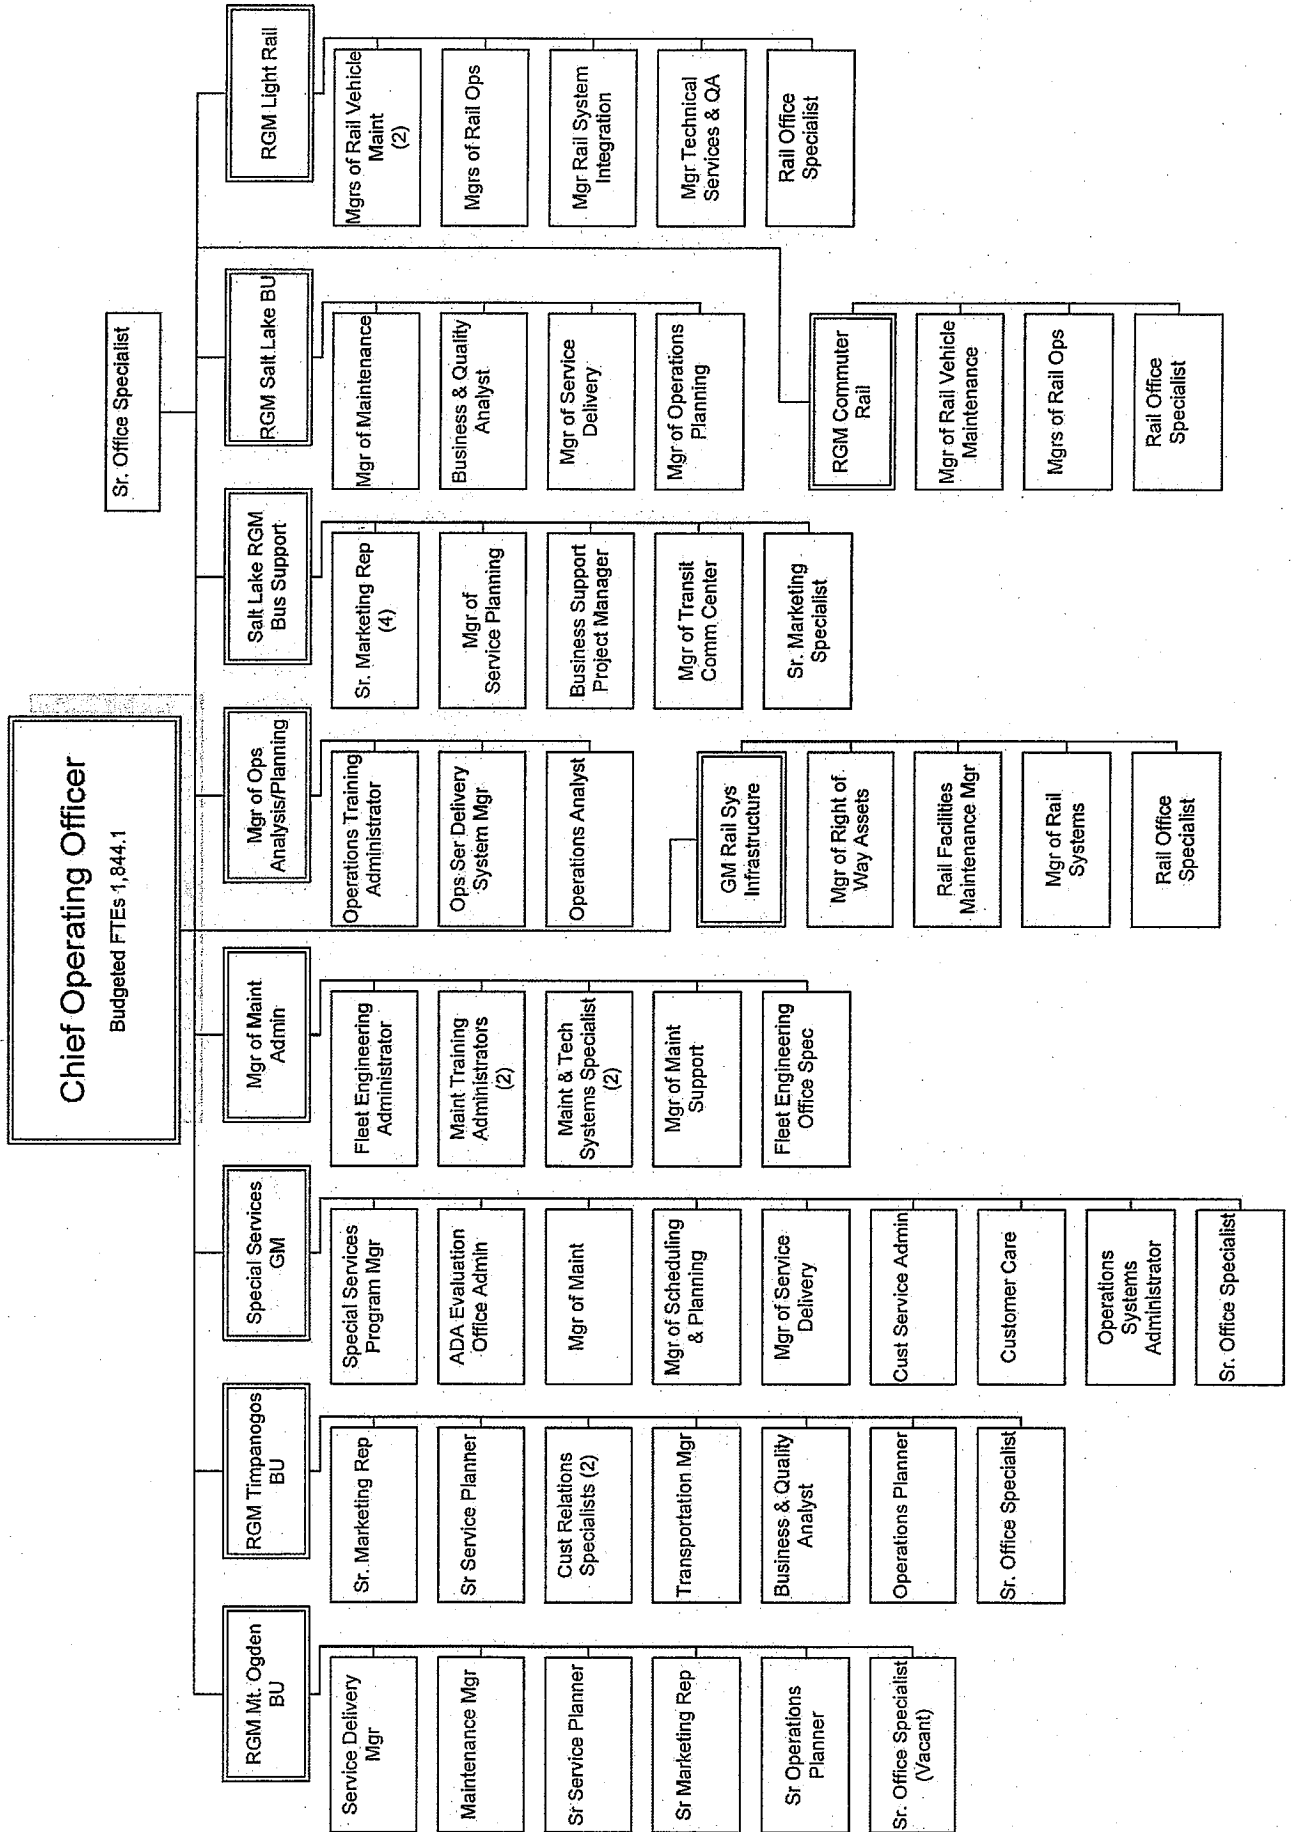 Chief Operating Officer
Budgeted FTEs 1,844.1
Sr. Office Specialist
RGM Mt. Ogden
BU
Service Delivery
Mgr
Maintenance Mgr
Sr Service Planner
Sr Marketing Rep
Sr Operations
Planner
Sr. Office Specialist
(Vacant)
RGM Timpanogos
BU
Sr. Marketing Rep
Sr Service Planner
Cust Relations
Specialists (2)
Transportation Mgr
Business & Quality
Analyst
Operations Planner
Sr. Office Specialist
Special Services
GM
Special Services
Program Mgr
ADA Evaluation
Office Admin
Mgr of Maint
Mgr of Scheduling
& Planning
Mgr of Service
Delivery
Cust Service Admin
Customer Care
Operations
Systems
Administrator
Sr. Office Specialist
Mgr of Maint
Admin
Fleet Engineering
Administrator
Maint Training
Administrators
(2)
Maint & Tech
Systems Specialist
(2)
Mgr of Maint
Support
Fleet Engineering
Office Spec
Mgr of Ops
Analysis/Planning
Operations Training
Administrator
Ops Ser Delivery
System Mgr
Operations Analyst
GM Rail Sys
Infrastructure
Mgr of Right of
Way Assets
Rail Facilities
Maintenance Mgr
Mgr of Rail
Systems
Rail Office
Specialist
Salt Lake RGM
Bus Support
Sr. Marketing Rep
(4)
Mgr of
Service Planning
Business Support
Project Manager
Mgr of Transit
Comm Center
Sr. Marketing
Specialist
RGM Salt Lake BU
Mgr of Maintenance
Business & Quality
Analyst
Mgr of Service
Delivery
Mgr of Operations
Planning
RGM Commuter
Rail
Mgr of Rail Vehicle
Maintenance
Mgrs of Rail Ops
Rail Office
Specialist
RGM Light Rail
Mgrs of Rail Vehicle
Maint
(2)
Mgrs of Rail Ops
Mgr Rail System
Integration
Mgr Technical
Services & QA
Rail Office
Specialist